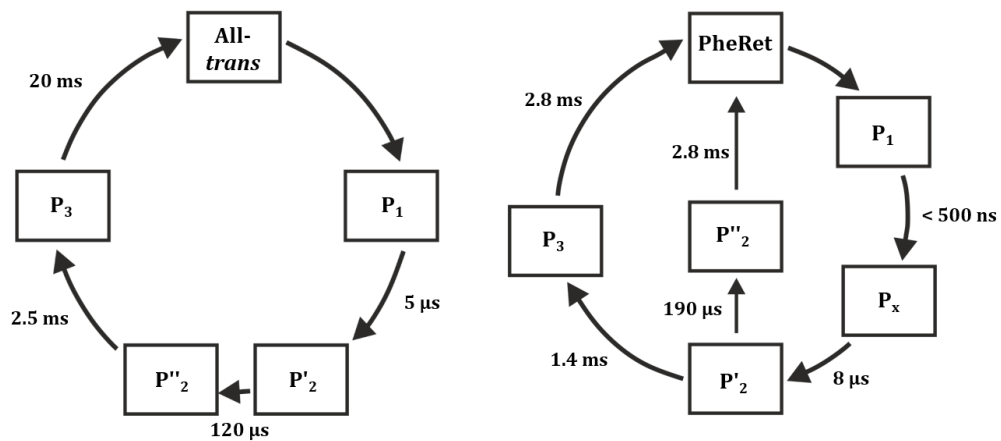 All-
trans
20 ms
P₃
P₁
5 μs
2.5 ms
P''₂
P'₂
120 μs
PheRet
2.8 ms
P₁
2.8 ms
< 500 ns
P₃
P''₂
Pₓ
190 μs
1.4 ms
P'₂
8 μs